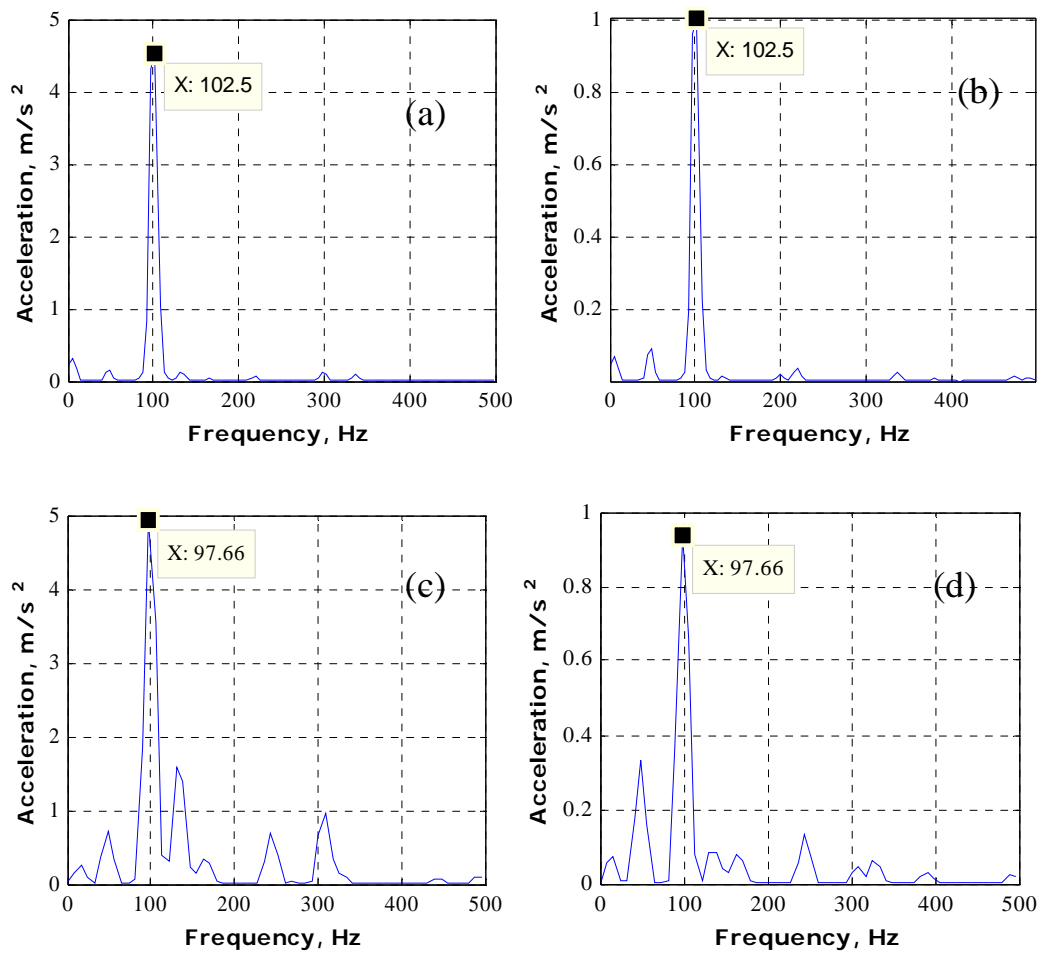 5
4
3
2
1
0
Acceleration, m/s 2
X: 102.5
(a)
0 100 200 300 400 500
Frequency, Hz
1
0.8
0.6
0.4
0.2
0
Acceleration, m/s 2
X: 102.5
(b)
0 100 200 300 400
Frequency, Hz
5
4
3
2
1
0
Acceleration, m/s 2
X: 97.66
(c)
0 100 200 300 400 500
Frequency, Hz
1
0.8
0.6
0.4
0.2
0
Acceleration, m/s 2
X: 97.66
(d)
0 100 200 300 400 500
Frequency, Hz